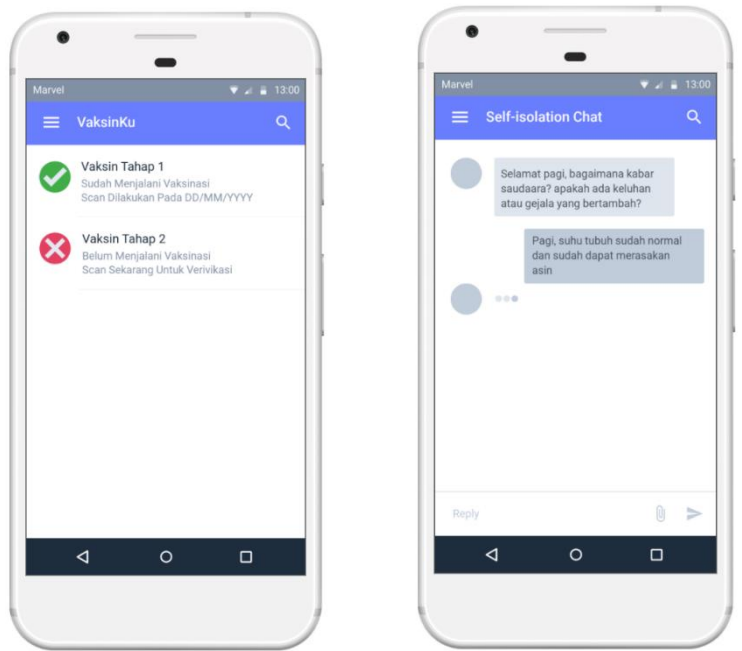 Marvel
13:00
VaksinKu
Vaksin Tahap 1
Sudah Menjalani Vaksinasi
Scan Dilakukan Pada DD/MM/YYYY
Vaksin Tahap 2
Belum Menjalani Vaksinasi
Scan Sekarang Untuk Verivikasi
Marvel
13:00
Self-isolation Chat
Selamat pagi, bagaimana kabar
saudaara? apakah ada keluhan
atau gejala yang bertambah?
Pagi, suhu tubuh sudah normal
dan sudah dapat merasakan
asin
Reply